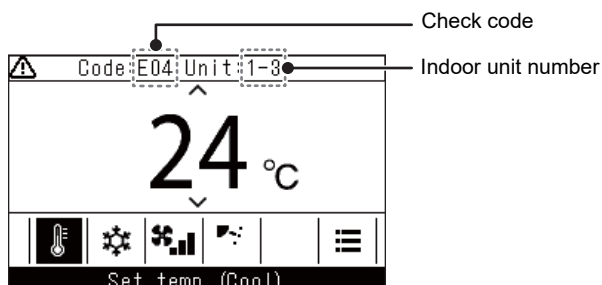 Check code
Code:E04 Unit:1-3
Indoor unit number
24 °C
Set temp. (Cool)